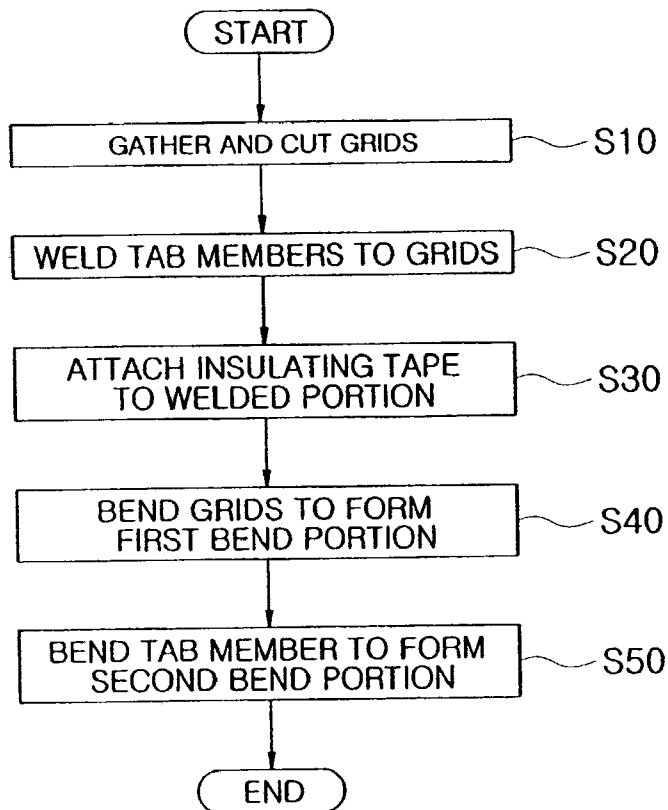 START
GATHER AND CUT GRIDS
S10
WELD TAB MEMBERS TO GRIDS
S20
ATTACH INSULATING TAPE
TO WELDED PORTION
S30
BEND GRIDS TO FORM
FIRST BEND PORTION
S40
BEND TAB MEMBER TO FORM
SECOND BEND PORTION
S50
END